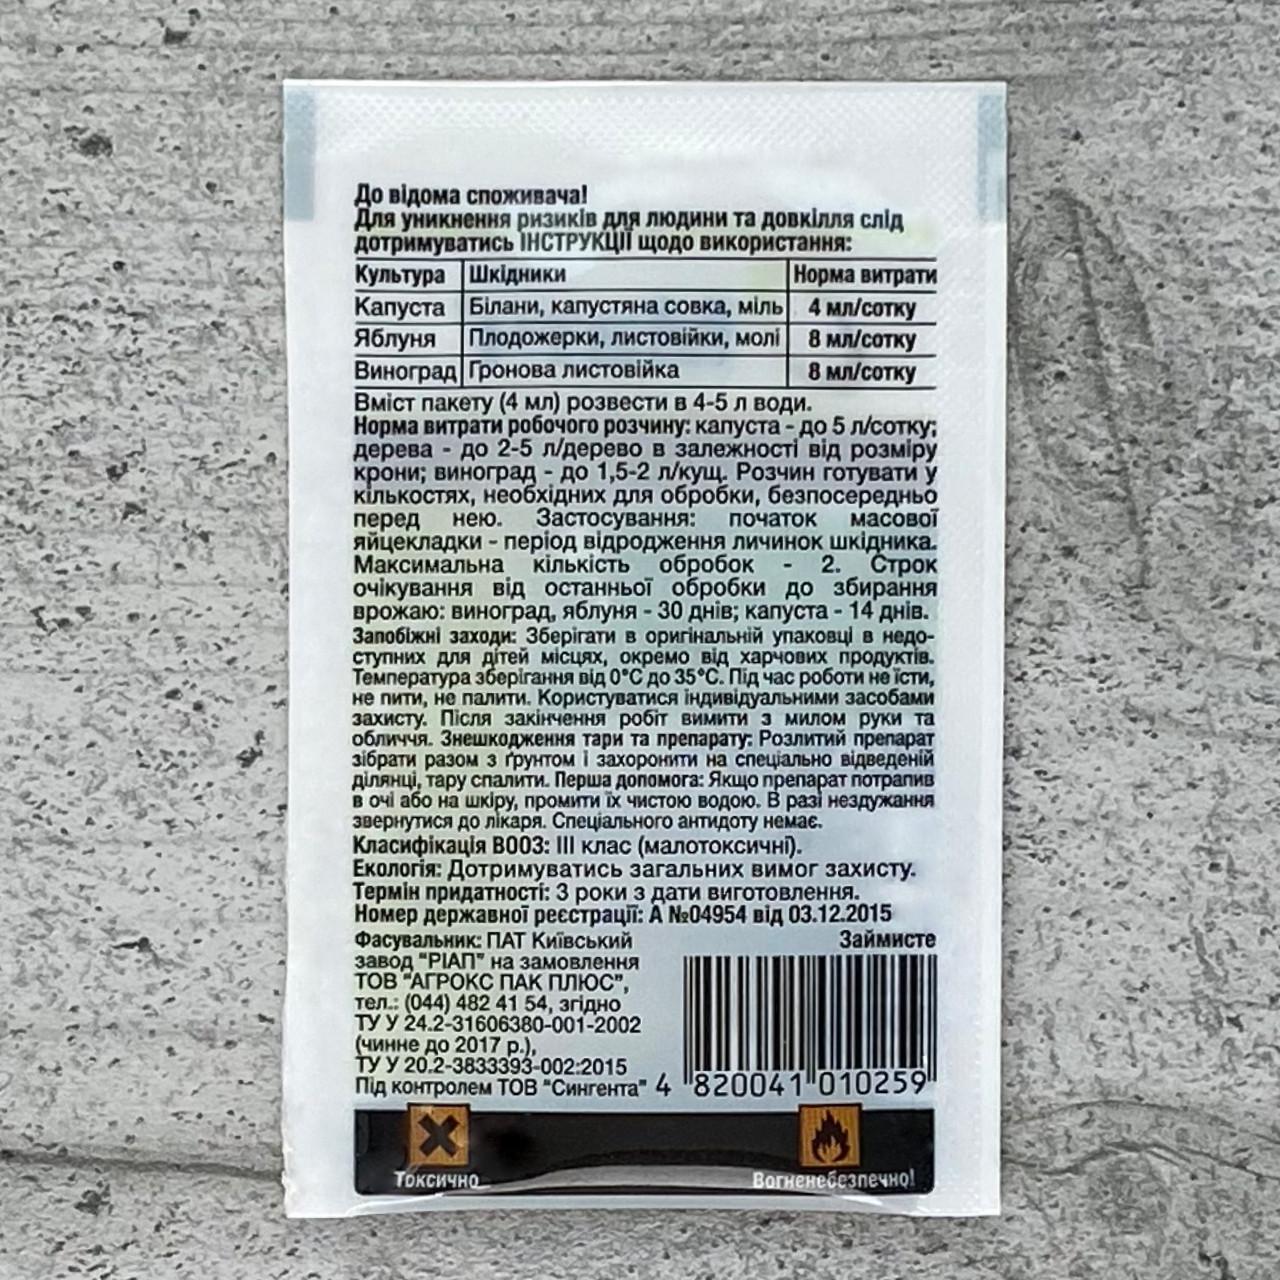 До відома споживача!
Для уникнення ризиків для людини та довкілля слід
дотримуватись ІНСТРУКЦІЇ щодо використання:
Культура Шкідники Норма витрати
Капуста Білани, капустяна совка, міль 4 мл/сотку
Яблуня Плодожерки, листовійки, молі 8 мл/сотку
Виноград Гронова листовійка 8 мл/сотку
Вміст пакету (4 мл) розвести в 4-5 л води.
Норма витрати робочого розчину: капуста - до 5 л/сотку;
дерева - до 2-5 л/дерево в залежності від розміру
крони; виноград - до 1,5-2 л/кущ. Розчин готувати у
кількостях, необхідних для обробки, безпосередньо
перед нею. Застосування: початок масової
яйцекладки - період відродження личинок шкідника.
Максимальна кількість обробок - 2. Строк
очікування від останньої обробки до збирання
врожаю: виноград, яблуня - 30 днів; капуста - 14 днів.
Запобіжні заходи: Зберігати в оригінальній упаковці в недо-
ступних для дітей місцях, окремо від харчових продуктів.
Температура зберігання від 0°С до 35°С. Під час роботи не їсти,
не пити, не палити. Користуватися індивідуальними засобами
захисту. Після закінчення робіт вимити з милом руки та
обличчя. Знешкодження тари та препарату: Розлитий препарат
зібрати разом з ґрунтом і захоронити на спеціально відведеній
ділянці, тару спалити. Перша допомога: Якщо препарат потрапив
в очі або на шкіру, промити їх чистою водою. В разі нездужання
звернутися до лікаря. Спеціального антидоту немає.
Класифікація ВООЗ: III клас (малотоксичні).
Екологія: Дотримуватись загальних вимог захисту.
Термін придатності: 3 роки з дати виготовлення.
Номер державної реєстрації: А №04954 від 03.12.2015
Фасувальник: ПАТ Київський
завод "РІАП" на замовлення
ТОВ "АГРОКС ПАК ПЛЮС",
тел.: (044) 482 41 54, згідно
ТУ У 24.2-31606380-001-2002
(чинне до 2017 р.),
ТУ У 20.2-3833393-002:2015
Під контролем ТОВ "Сингента"
Займисте
4 820041 010259
Токсично
Вогненебезпечно!